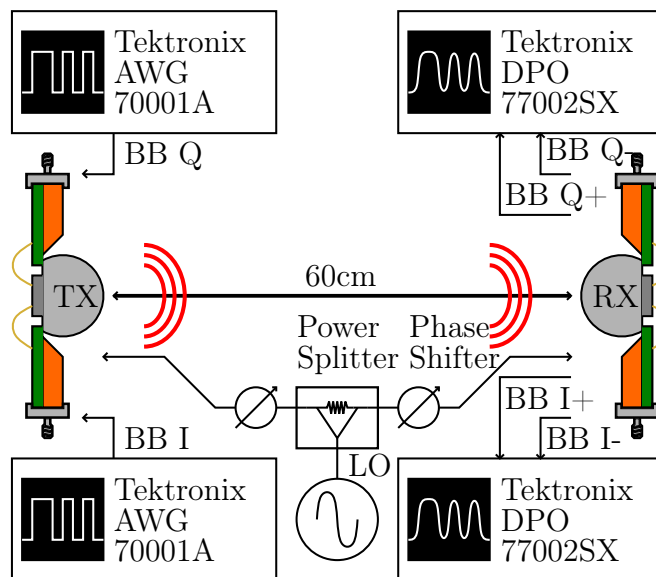 Tektronix
AWG
70001A
Tektronix
DPO
77002SX
BB Q
BB Q-
BB Q+
TX
60cm
RX
Power
Splitter
Phase
Shifter
BB I+
BB I
BB I-
LO
Tektronix
AWG
70001A
Tektronix
DPO
77002SX